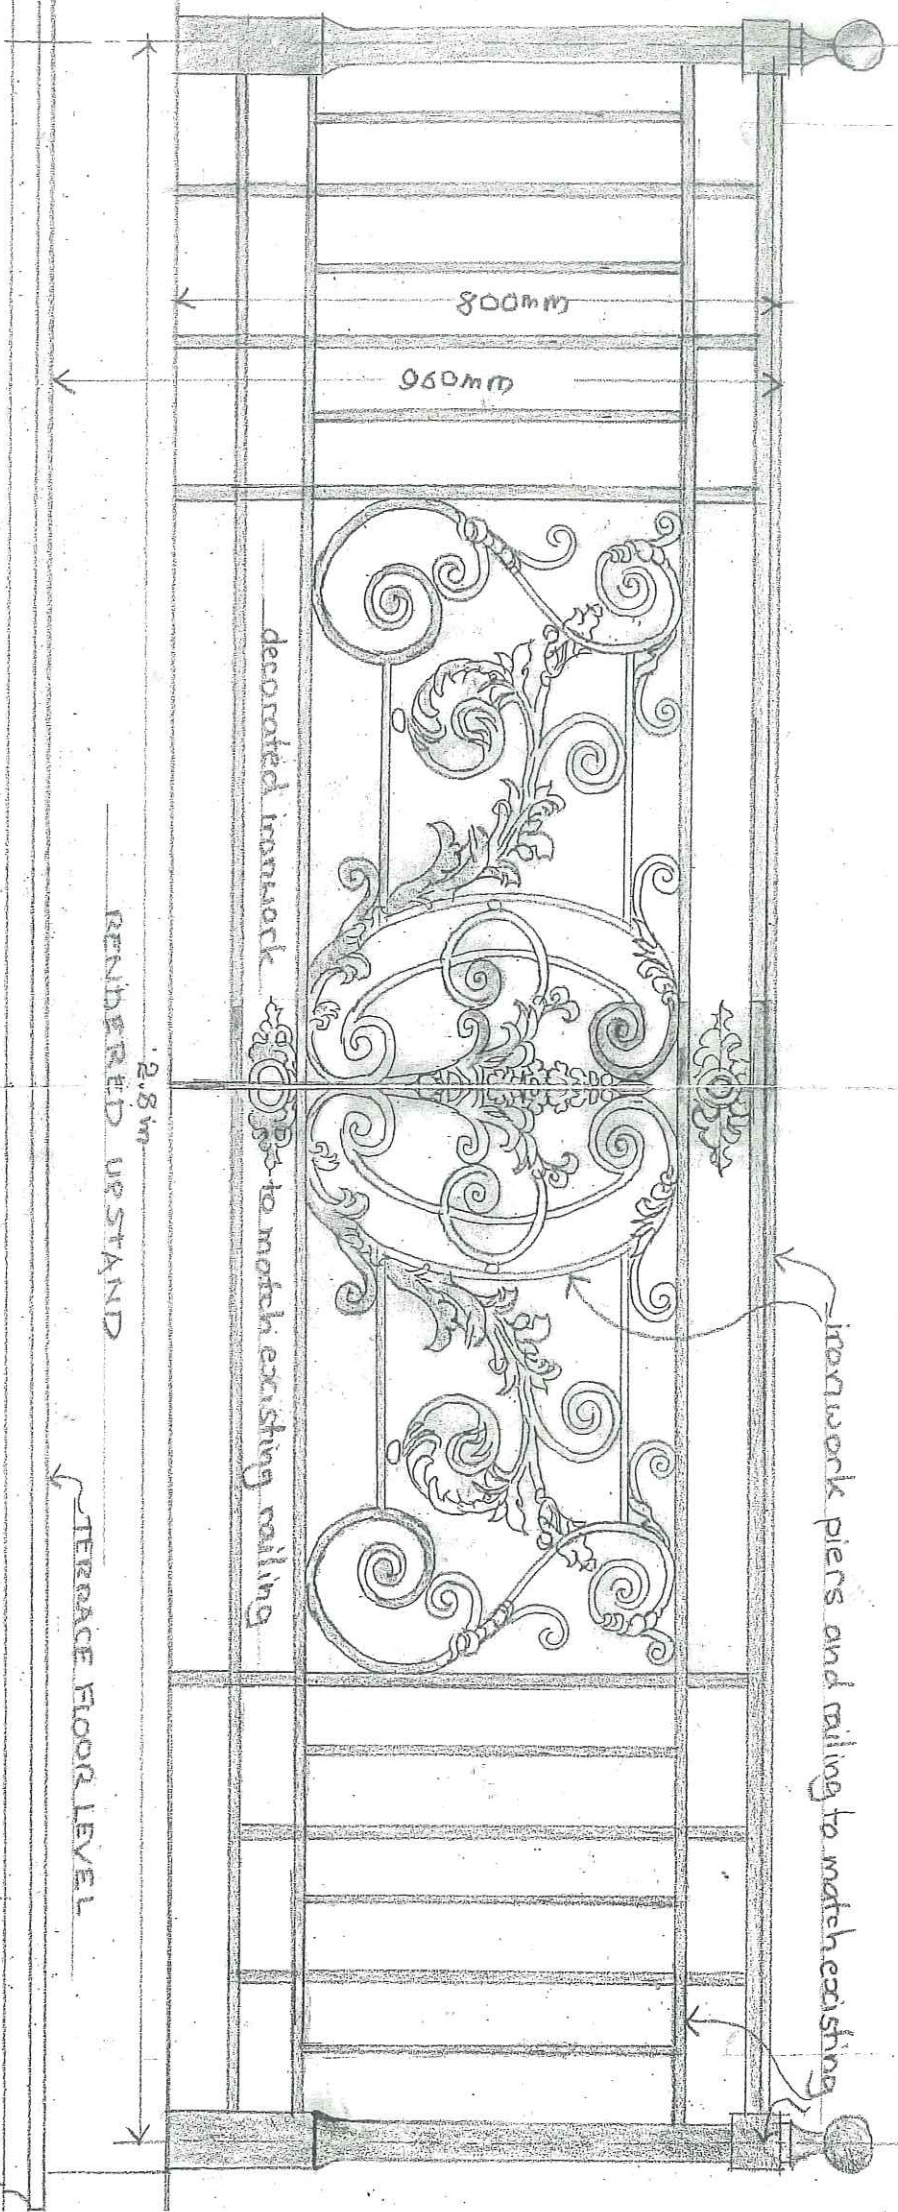 ironwork piers and railing to match existing
800mm
960mm
decorated ironwork to match existing railing
2.8m
RENDERED UPSTAND
TERRACE FLOOR LEVEL